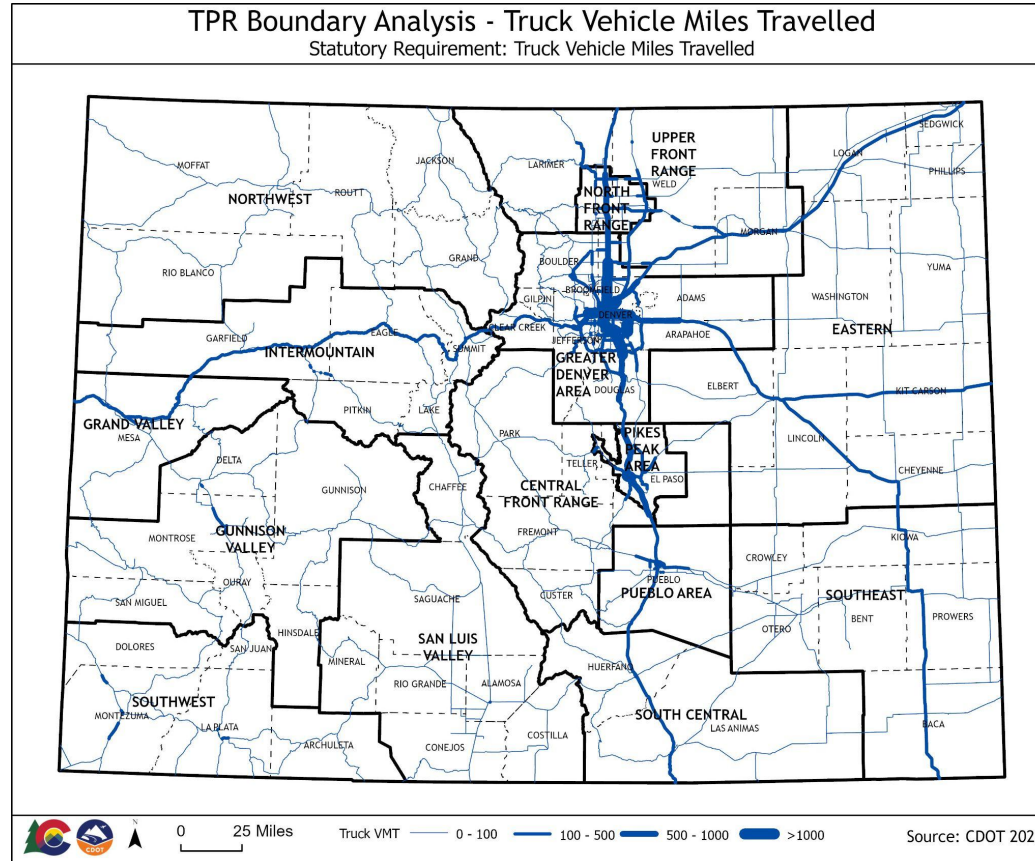 TPR Boundary Analysis - Truck Vehicle Miles Travelled
Statutory Requirement: Truck Vehicle Miles Travelled
SEDGWICK
LOGAN
PHILLIPS
UPPER
FRONT
RANGE
JACKSON
LARIMER
MOFFAT
ROUTT
NORTHWEST
NORTH
FRONT
RANGE
WELD
MORGAN
GRAND
BOULDER
RIO BLANCO
YUMA
BROOMFIELD
GILPIN
ADAMS
WASHINGTON
DENVER
EASTERN
CLEAR CREEK
EAGLE
GARFIELD
INTERMOUNTAIN
SUMMIT
JEFFERSON
ARAPAHOE
GREATER
DENVER
AREA
DOUGLAS
ELBERT
KIT CARSON
PITKIN
LAKE
GRAND VALLEY
MESA
PARK
PIKES
PEAK
AREA
LINCOLN
DELTA
TELLER
EL PASO
CHEYENNE
GUNNISON
CHAFFEE
CENTRAL
FRONT RANGE
FREMONT
MONTROSE
GUNNISON
VALLEY
KIOWA
CROWLEY
OURAY
PUEBLO
PUEBLO AREA
SAN MIGUEL
SAGUACHE
CUSTER
SOUTHEAST
BENT
PROWERS
OTERO
HINSDALE
DOLORES
SAN JUAN
SAN LUIS
VALLEY
MINERAL
HUERFANO
RIO GRANDE
ALAMOSA
SOUTHWEST
MONTEZUMA
LA PLATA
SOUTH CENTRAL
LAS ANIMAS
BACA
COSTILLA
ARCHULETA
CONEJOS
CDOT
N
0 25 Miles
Truck VMT 0 - 100 100 - 500 500 - 1000 >1000
Source: CDOT 202